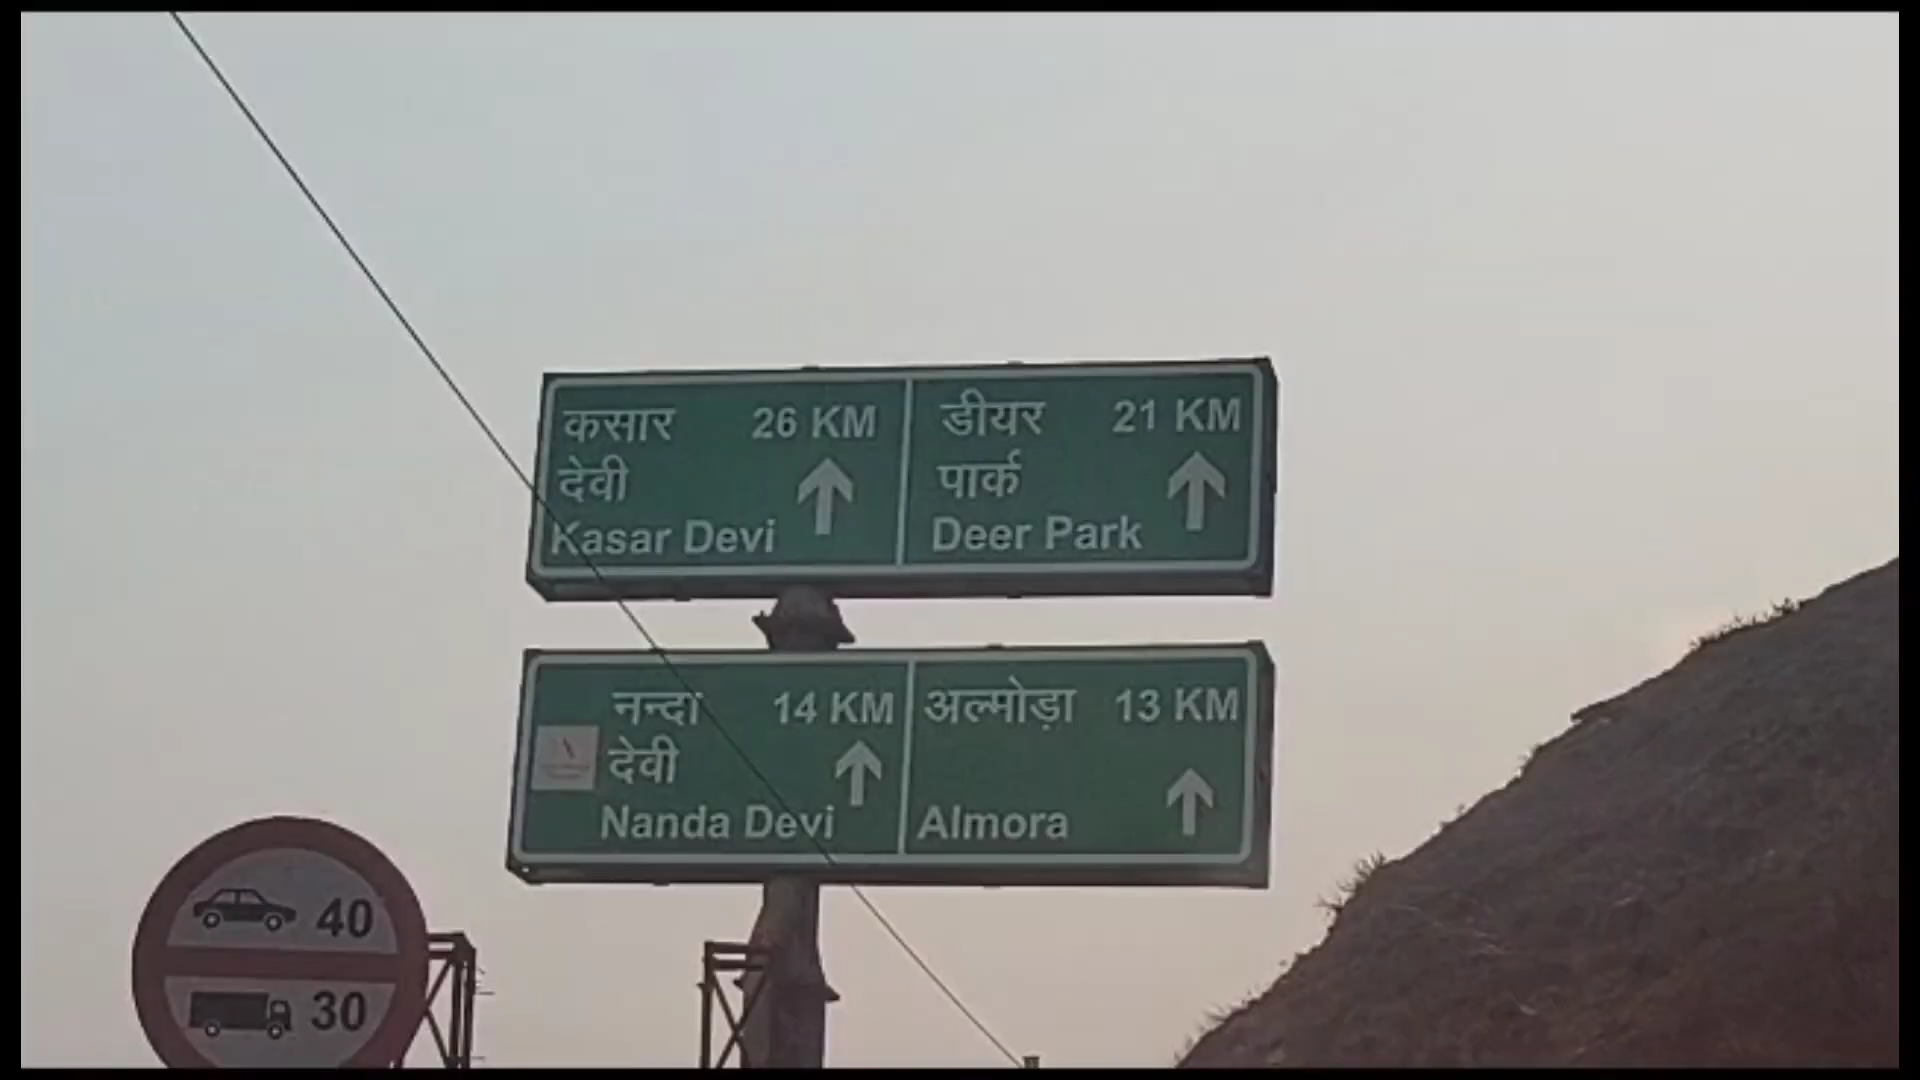 कसार 26 KM
देवी
Kasar Devi
डीयर 21 KM
पार्क
Deer Park
नन्दा 14 KM
देवी
Nanda Devi
अल्मोड़ा 13 KM
Almora
40
30